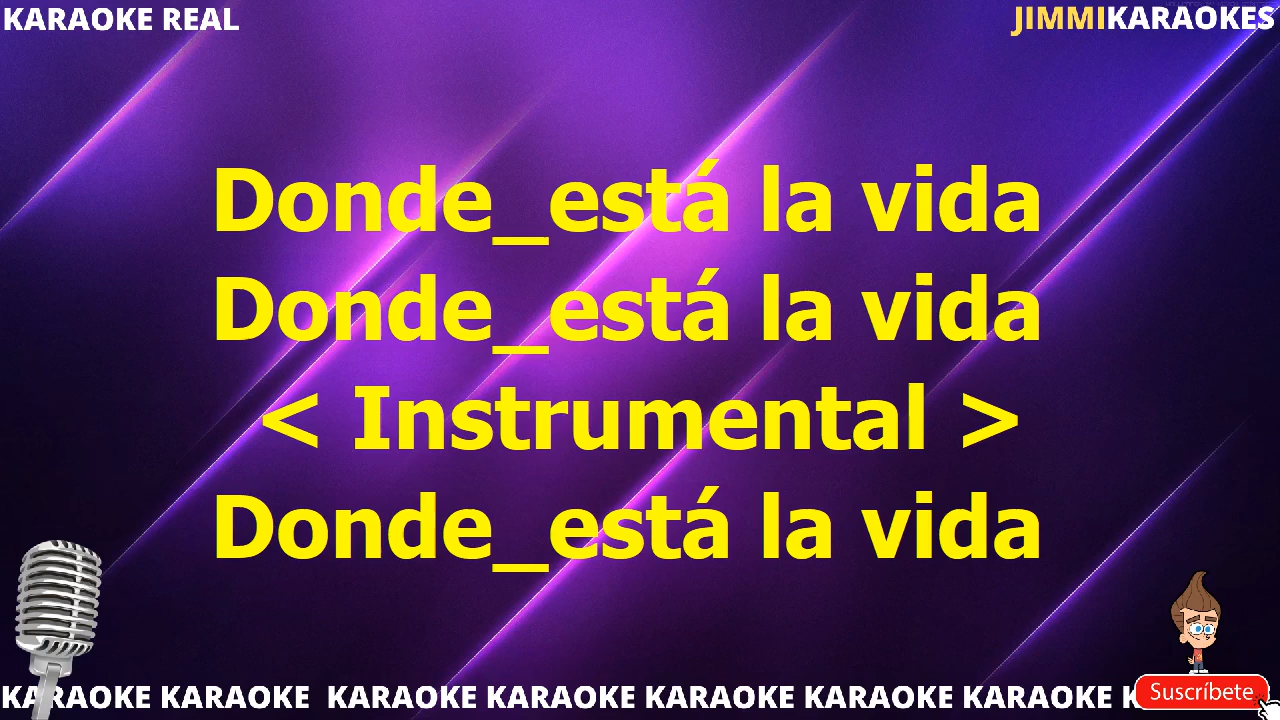 KARAOKE REAL
JIMMIKARAOKES
Donde_está la vida
Donde_está la vida
< Instrumental >
Donde_está la vida
KARAOKE KARAOKE KARAOKE KARAOKE KARAOKE KARAOKE KARAOKE K
Suscríbete